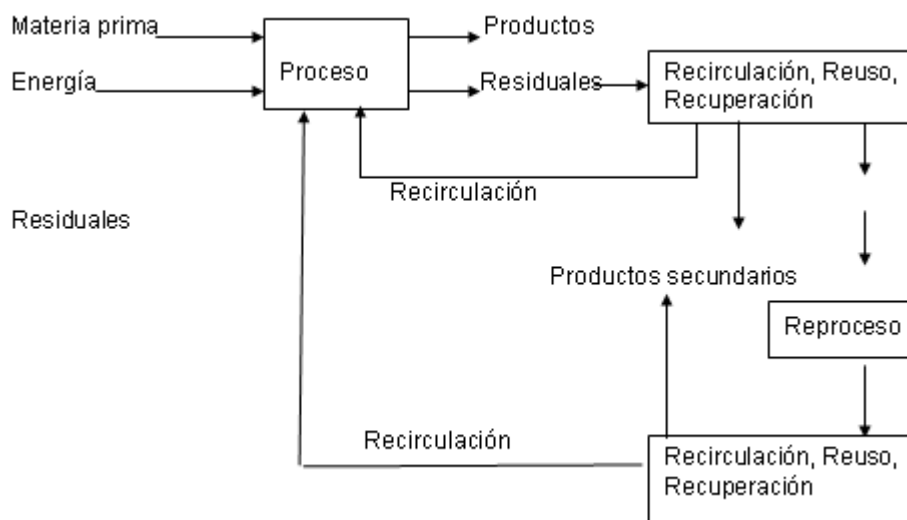 Materia prima
Productos
Energía
Proceso
Residuales
Recirculación, Reuso,
Recuperación
Recirculación
Residuales
Productos secundarios
Reproceso
Recirculación
Recirculación, Reuso,
Recuperación